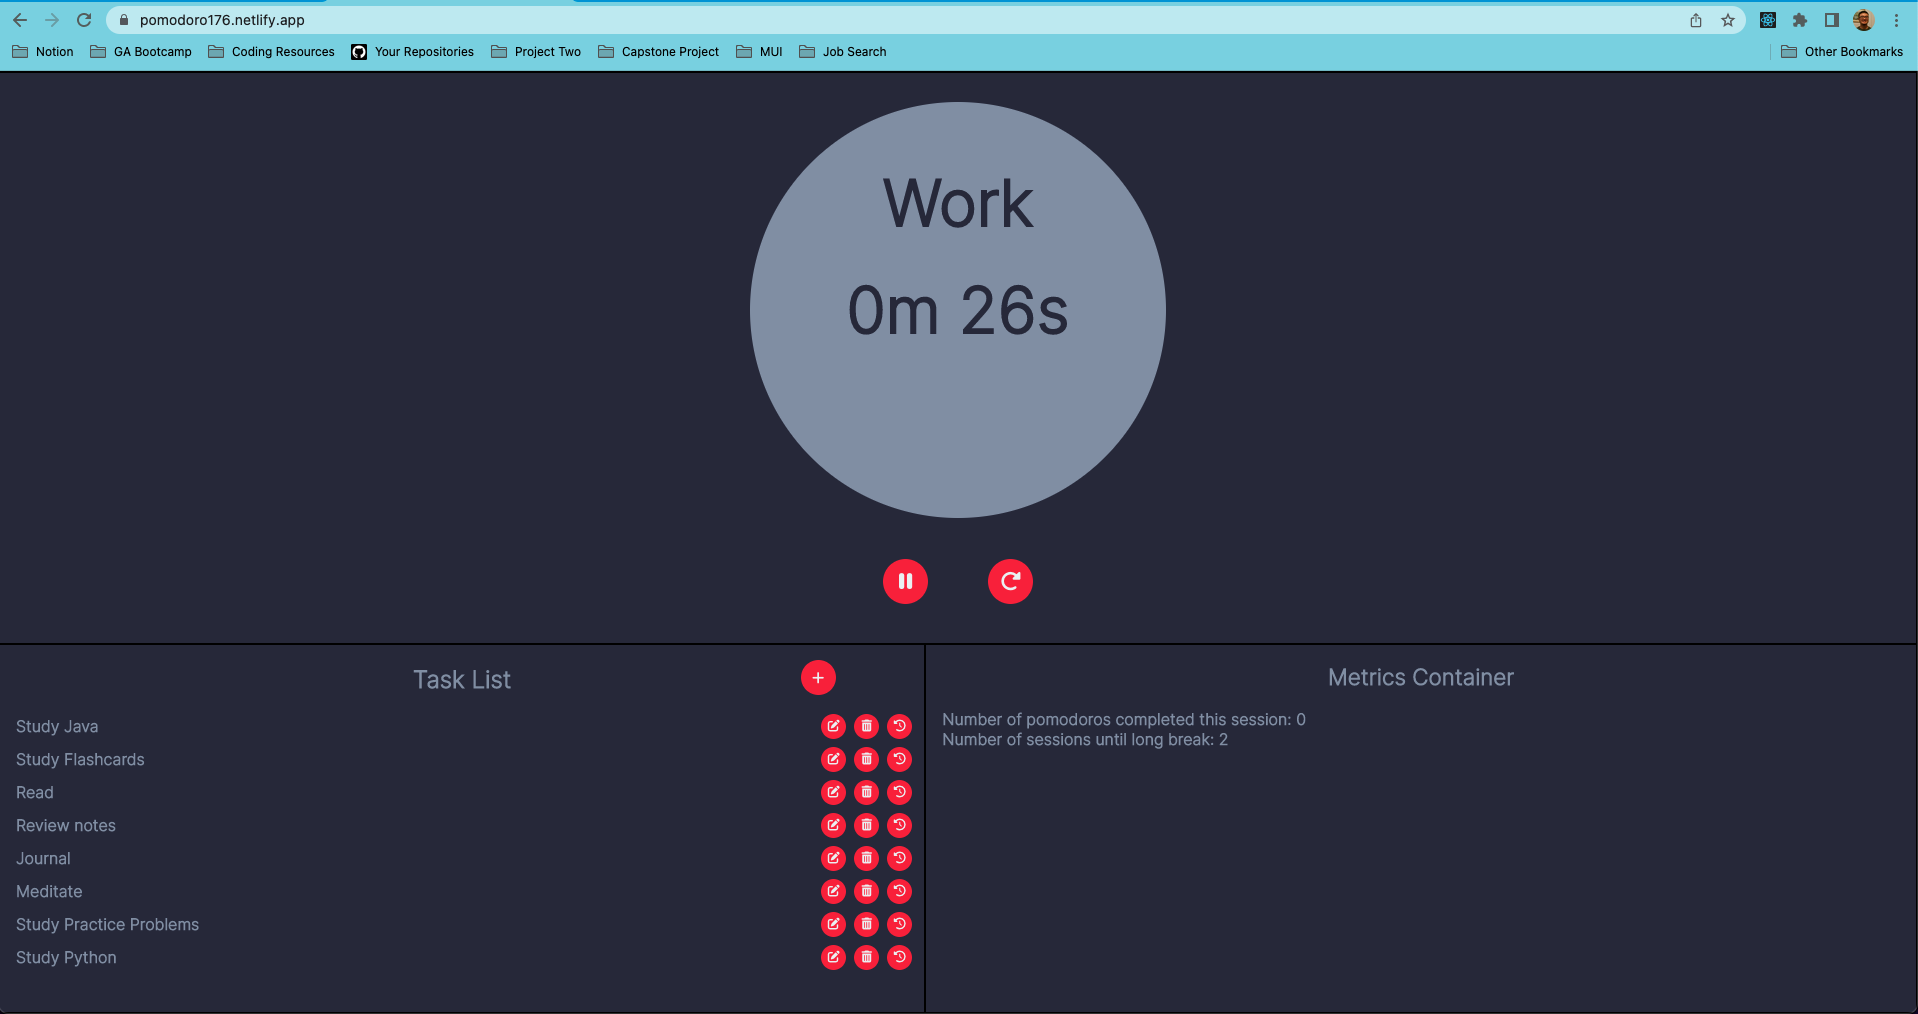 pomodoro176.netlify.app
Notion GA Bootcamp Coding Resources Your Repositories Project Two Capstone Project MUI Job Search Other Bookmarks
Work
0m 26s
Task List
Study Java
Study Flashcards
Read
Review notes
Journal
Meditate
Study Practice Problems
Study Python
Metrics Container
Number of pomodoros completed this session: 0
Number of sessions until long break: 2